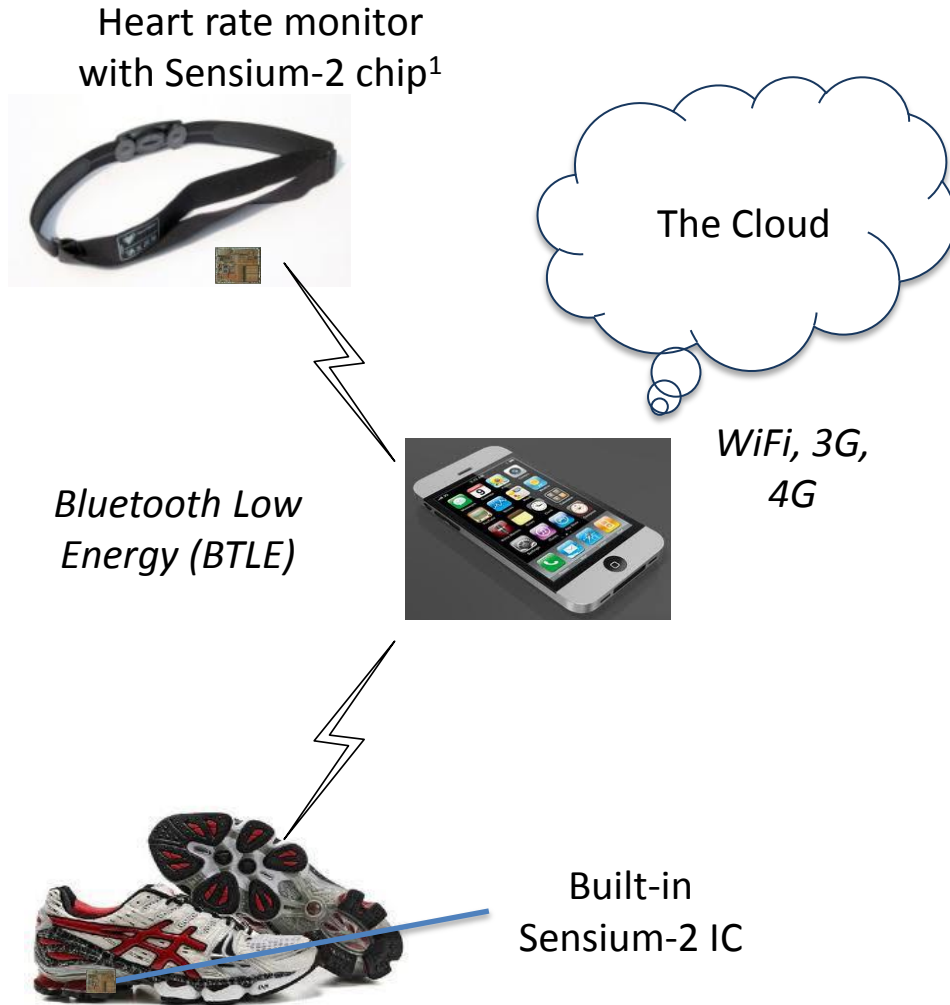 Heart rate monitor
with Sensium-2 chip¹
The Cloud
WiFi, 3G,
4G
Bluetooth Low
Energy (BTLE)
Built-in
Sensium-2 IC